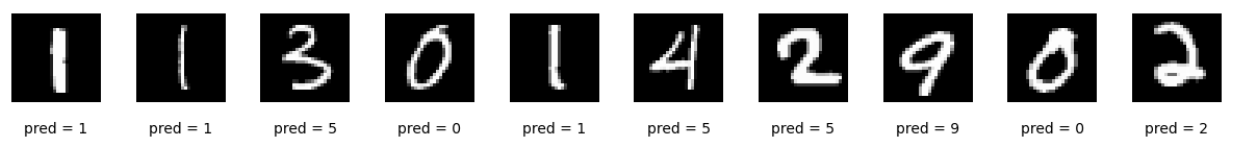 1 1 3 0 1 4 2 9 0 2
pred = 1 pred = 1 pred = 5 pred = 0 pred = 1 pred = 5 pred = 5 pred = 9 pred = 0 pred = 2